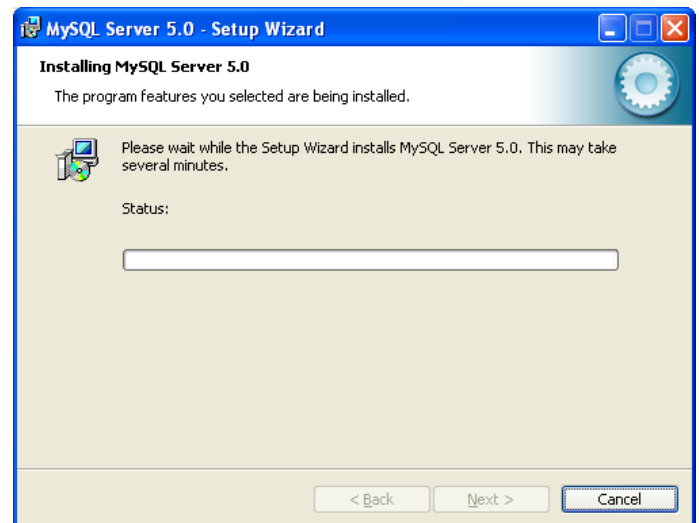 MySQL Server 5.0 - Setup Wizard
Installing MySQL Server 5.0
The program features you selected are being installed.
Please wait while the Setup Wizard installs MySQL Server 5.0. This may take
several minutes.
Status:
< Back Next > Cancel